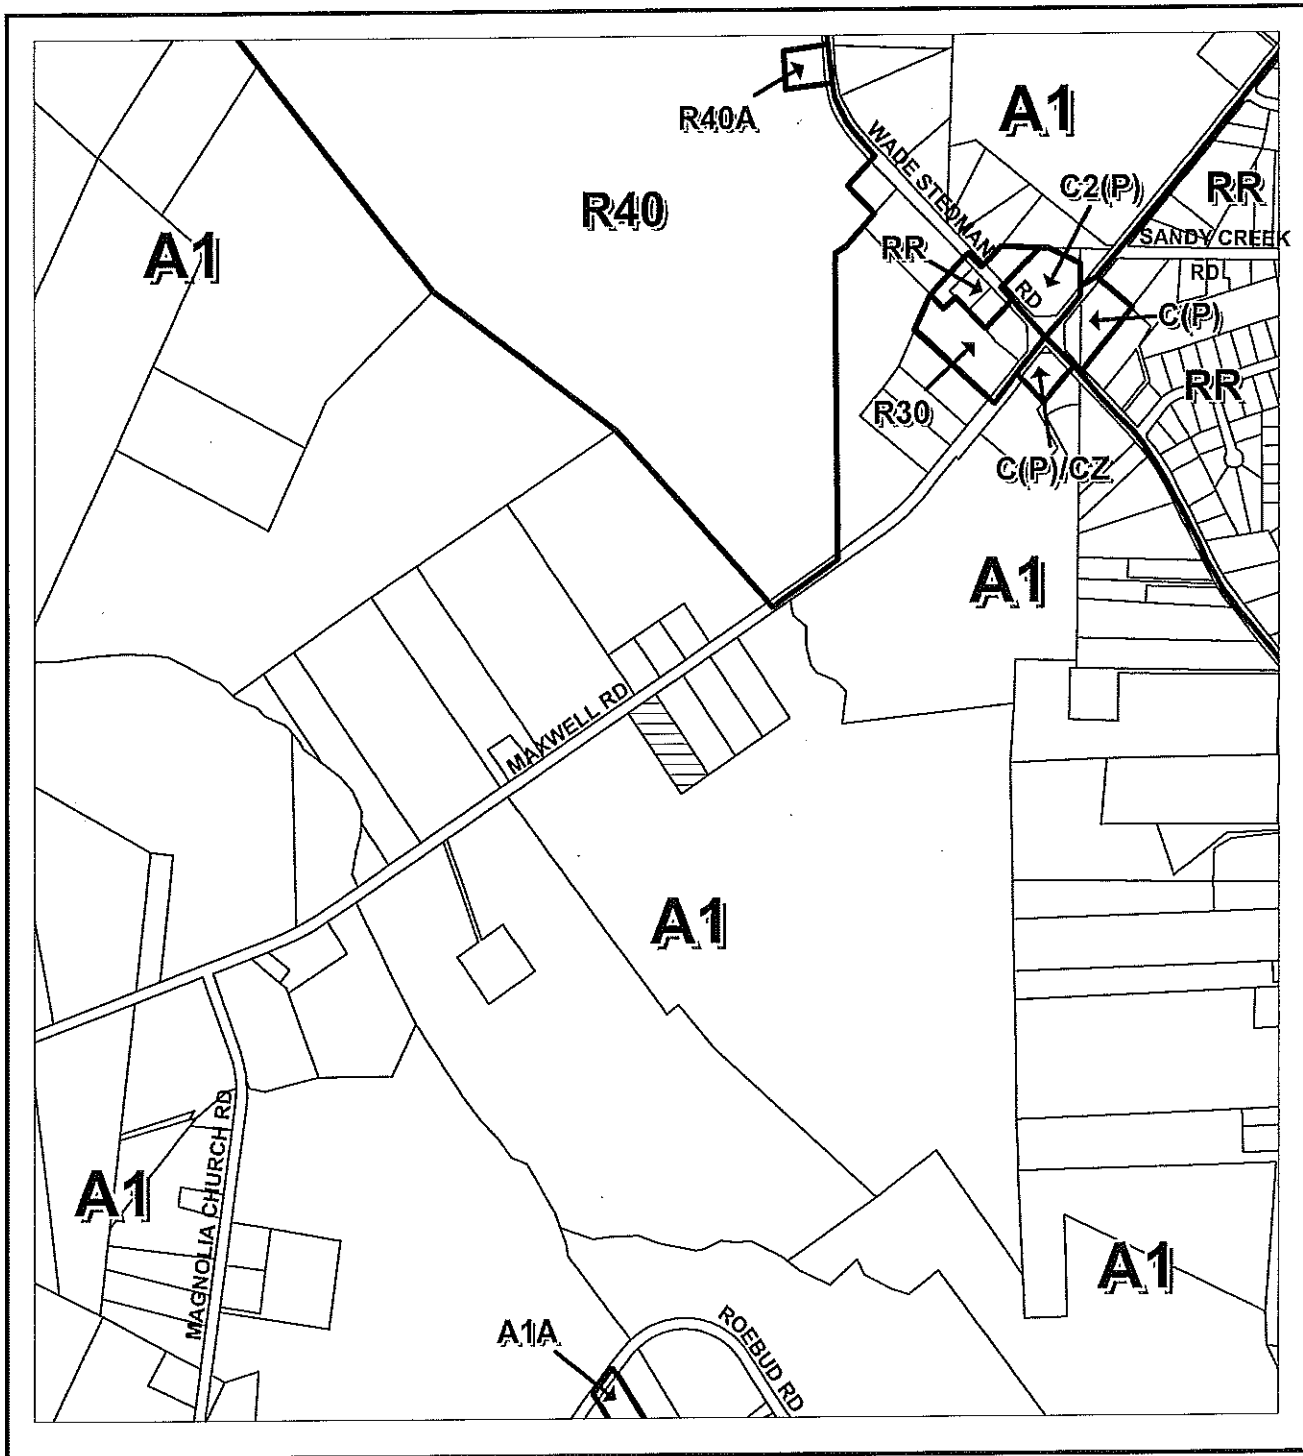 R40A
A1
WADE STEDMAN
RD
C2(P)
RR
R40
A1
SANDY CREEK
RD
RR
C(P)
RR
R30
C(P)/CZ
A1
MAXWELL RD
A1
MAGNOLIA CHURCH RD
A1
A1
A1A
ROEBUD RD